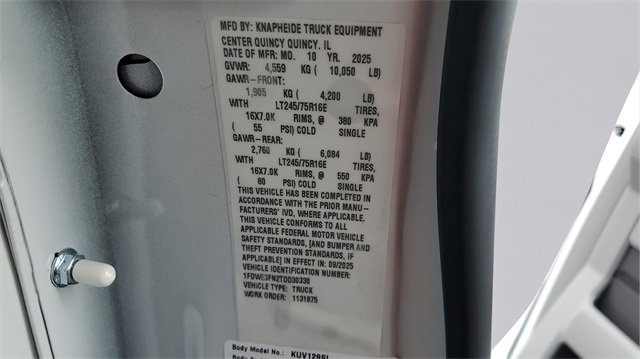 MFD BY: KNAPHEIDE TRUCK EQUIPMENT
CENTER QUINCY QUINCY. IL
DATE OF MFR: MO. 10 YR. 2025
GVWR: 4,559 KG ( 10,050 LB)
GAWR-FRONT:
1,905 KG ( 4,200 LB)
WITH LT245/75R16E TIRES,
16X7.0K RIMS, @ 380 KPA
( 55 PSI) COLD SINGLE
GAWR-REAR:
2,760 KG ( 6,084 LB)
WITH LT245/75R16E TIRES,
16X7.0K RIMS, @ 550 KPA
( 80 PSI) COLD SINGLE
THIS VEHICLE HAS BEEN COMPLETED IN
ACCORDANCE WITH THE PRIOR MANU-
FACTURERS' IVD, WHERE APPLICABLE.
THIS VEHICLE CONFORMS TO ALL
APPLICABLE FEDERAL MOTOR VEHICLE
SAFETY STANDARDS, [AND BUMPER AND
THEFT PREVENTION STANDARDS, IF
APPLICABLE] IN EFFECT IN: 09/2025
VEHICLE IDENTIFICATION NUMBER:
VEHICLE TYPE: TRUCK
WORK ORDER: 1131875
Body Model No.: